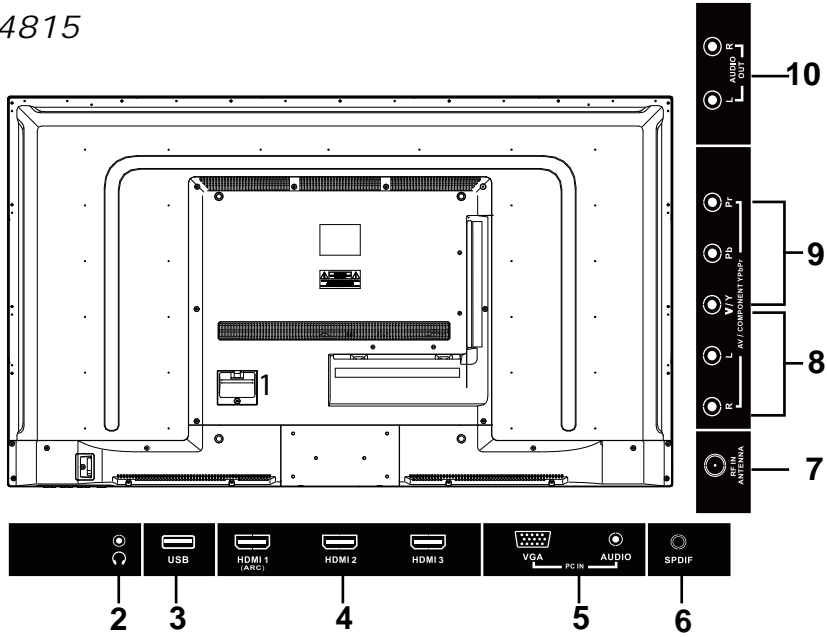 4815
R
AUDIO
OUT
L
10
Pr
Pb
V/Y
L
R
AV / COMPONENT YPbPr
9
8
RF IN
ANTENNA
7
1
USB
HDMI 1
(ARC)
HDMI 2
HDMI 3
VGA
AUDIO
PC IN
SPDIF
2
3
4
5
6